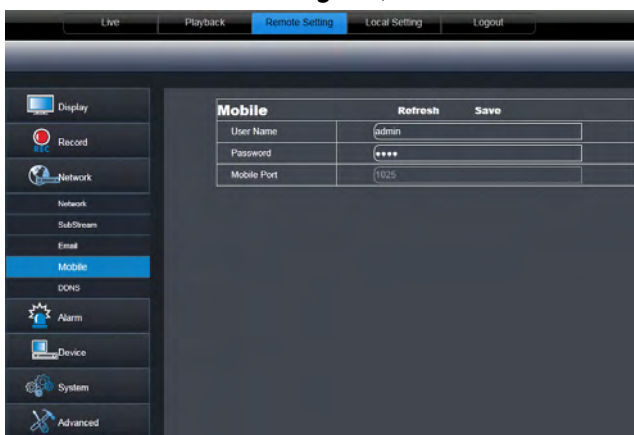 Live Playback Remote Setting Local Setting Logout
Display
Record
REC
Network
Network
SubStream
Email
Mobile
DDNS
Alarm
Device
System
Advanced
Mobile Refresh Save
User Name admin
Password ••••
Mobile Port 1025